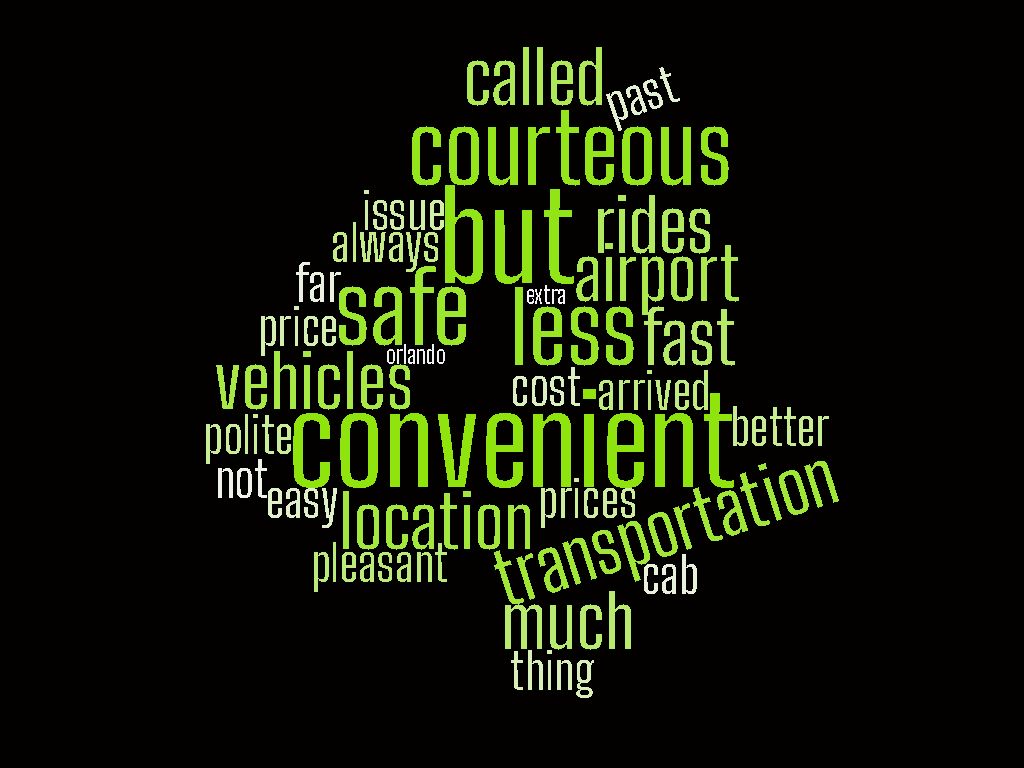 called
past
courteous
issue
but
rides
always
airport
far
safe
extra
less
price
fast
orlando
vehicles
cost
arrived
convenient
polite
better
not
easy
location
prices
transportation
pleasant
cab
much
thing